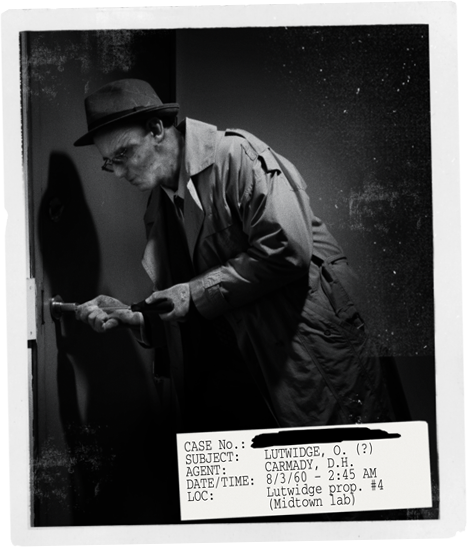 CASE No.:
SUBJECT: LUTWIDGE, O. (?)
AGENT: CARMADY, D.H.
DATE/TIME: 8/3/60 - 2:45 AM
LOC: Lutwidge prop. #4
(Midtown lab)